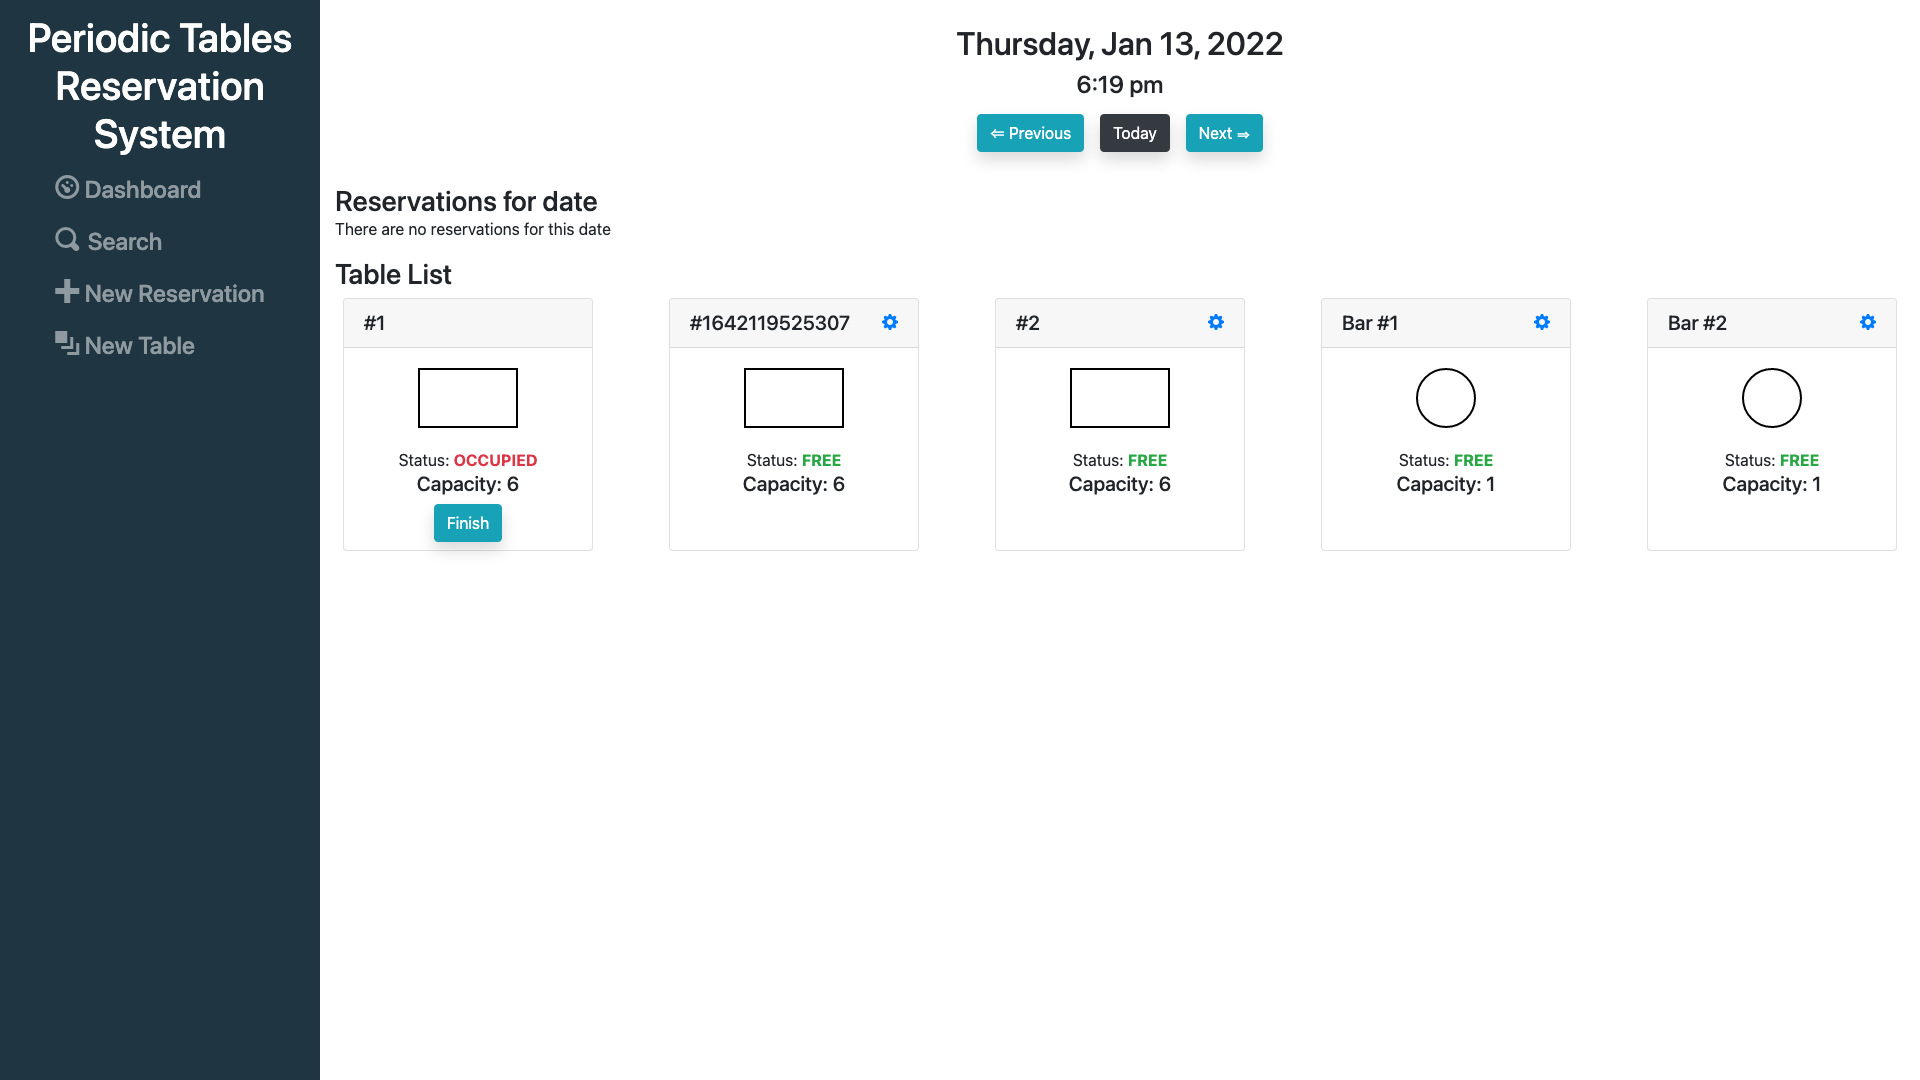 Periodic Tables
Reservation
System
Dashboard
Search
New Reservation
New Table
Thursday, Jan 13, 2022
6:19 pm
⇐ Previous
Today
Next ⇒
Reservations for date
There are no reservations for this date
Table List
#1
Status: OCCUPIED
Capacity: 6
Finish
#1642119525307
Status: FREE
Capacity: 6
#2
Status: FREE
Capacity: 6
Bar #1
Status: FREE
Capacity: 1
Bar #2
Status: FREE
Capacity: 1